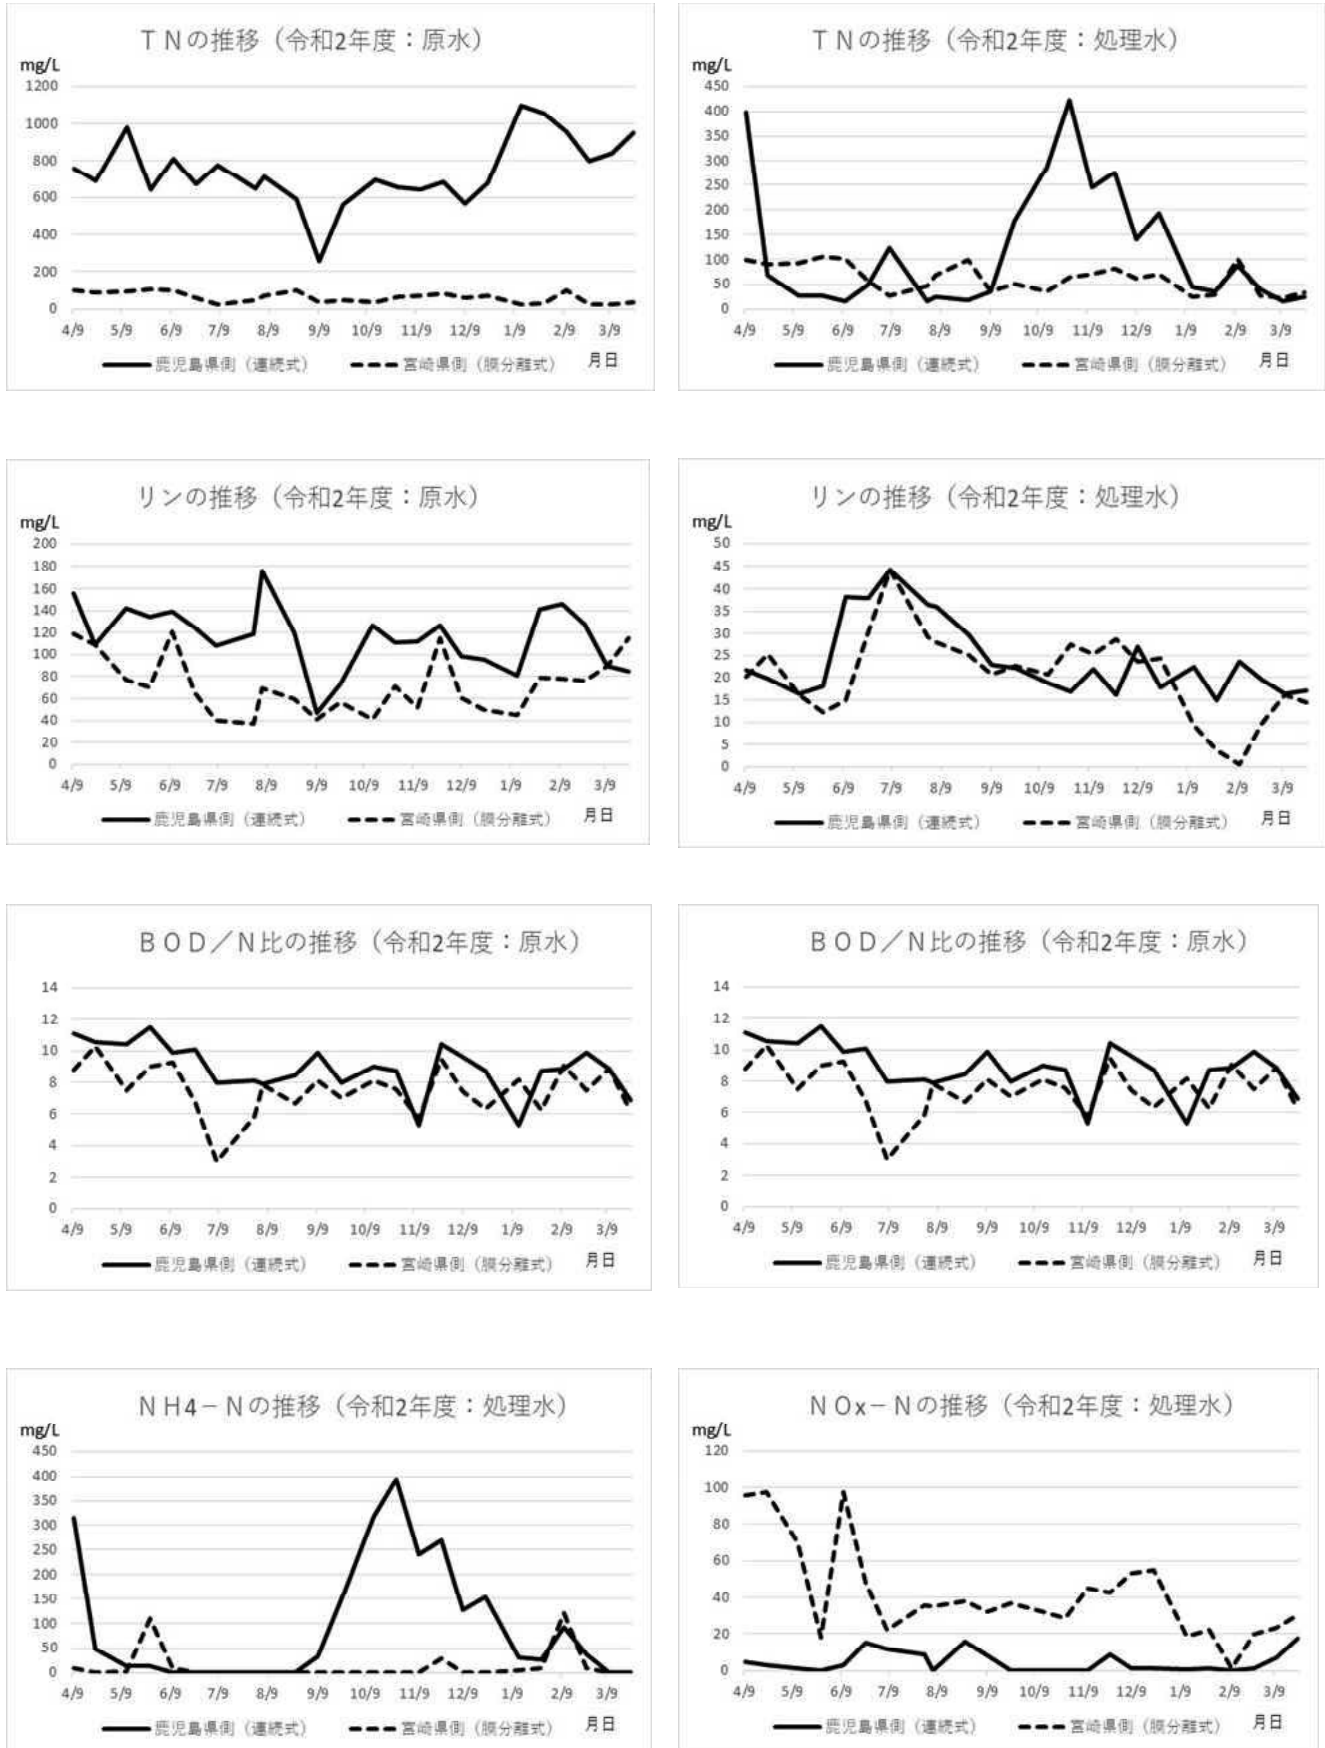 ＴＮの推移（令和2年度：原水）
mg/L
1200
1000
800
600
400
200
0
4/9 5/9 6/9 7/9 8/9 9/9 10/9 11/9 12/9 1/9 2/9 3/9
鹿児島県側（連続式） 宮崎県側（膜分離式） 月日
ＴＮの推移（令和2年度：処理水）
mg/L
450
400
350
300
250
200
150
100
50
0
4/9 5/9 6/9 7/9 8/9 9/9 10/9 11/9 12/9 1/9 2/9 3/9
鹿児島県側（連続式） 宮崎県側（膜分離式） 月日
リンの推移（令和2年度：原水）
mg/L
200
180
160
140
120
100
80
60
40
20
0
4/9 5/9 6/9 7/9 8/9 9/9 10/9 11/9 12/9 1/9 2/9 3/9
鹿児島県側（連続式） 宮崎県側（膜分離式） 月日
リンの推移（令和2年度：処理水）
mg/L
50
45
40
35
30
25
20
15
10
5
0
4/9 5/9 6/9 7/9 8/9 9/9 10/9 11/9 12/9 1/9 2/9 3/9
鹿児島県側（連続式） 宮崎県側（膜分離式） 月日
ＢＯＤ／Ｎ比の推移（令和2年度：原水）
14
12
10
8
6
4
2
0
4/9 5/9 6/9 7/9 8/9 9/9 10/9 11/9 12/9 1/9 2/9 3/9
鹿児島県側（連続式） 宮崎県側（膜分離式） 月日
ＢＯＤ／Ｎ比の推移（令和2年度：原水）
14
12
10
8
6
4
2
0
4/9 5/9 6/9 7/9 8/9 9/9 10/9 11/9 12/9 1/9 2/9 3/9
鹿児島県側（連続式） 宮崎県側（膜分離式） 月日
ＮＨ4－Ｎの推移（令和2年度：処理水）
mg/L
450
400
350
300
250
200
150
100
50
0
4/9 5/9 6/9 7/9 8/9 9/9 10/9 11/9 12/9 1/9 2/9 3/9
鹿児島県側（連続式） 宮崎県側（膜分離式） 月日
ＮＯx－Ｎの推移（令和2年度：処理水）
mg/L
120
100
80
60
40
20
0
4/9 5/9 6/9 7/9 8/9 9/9 10/9 11/9 12/9 1/9 2/9 3/9
鹿児島県側（連続式） 宮崎県側（膜分離式） 月日